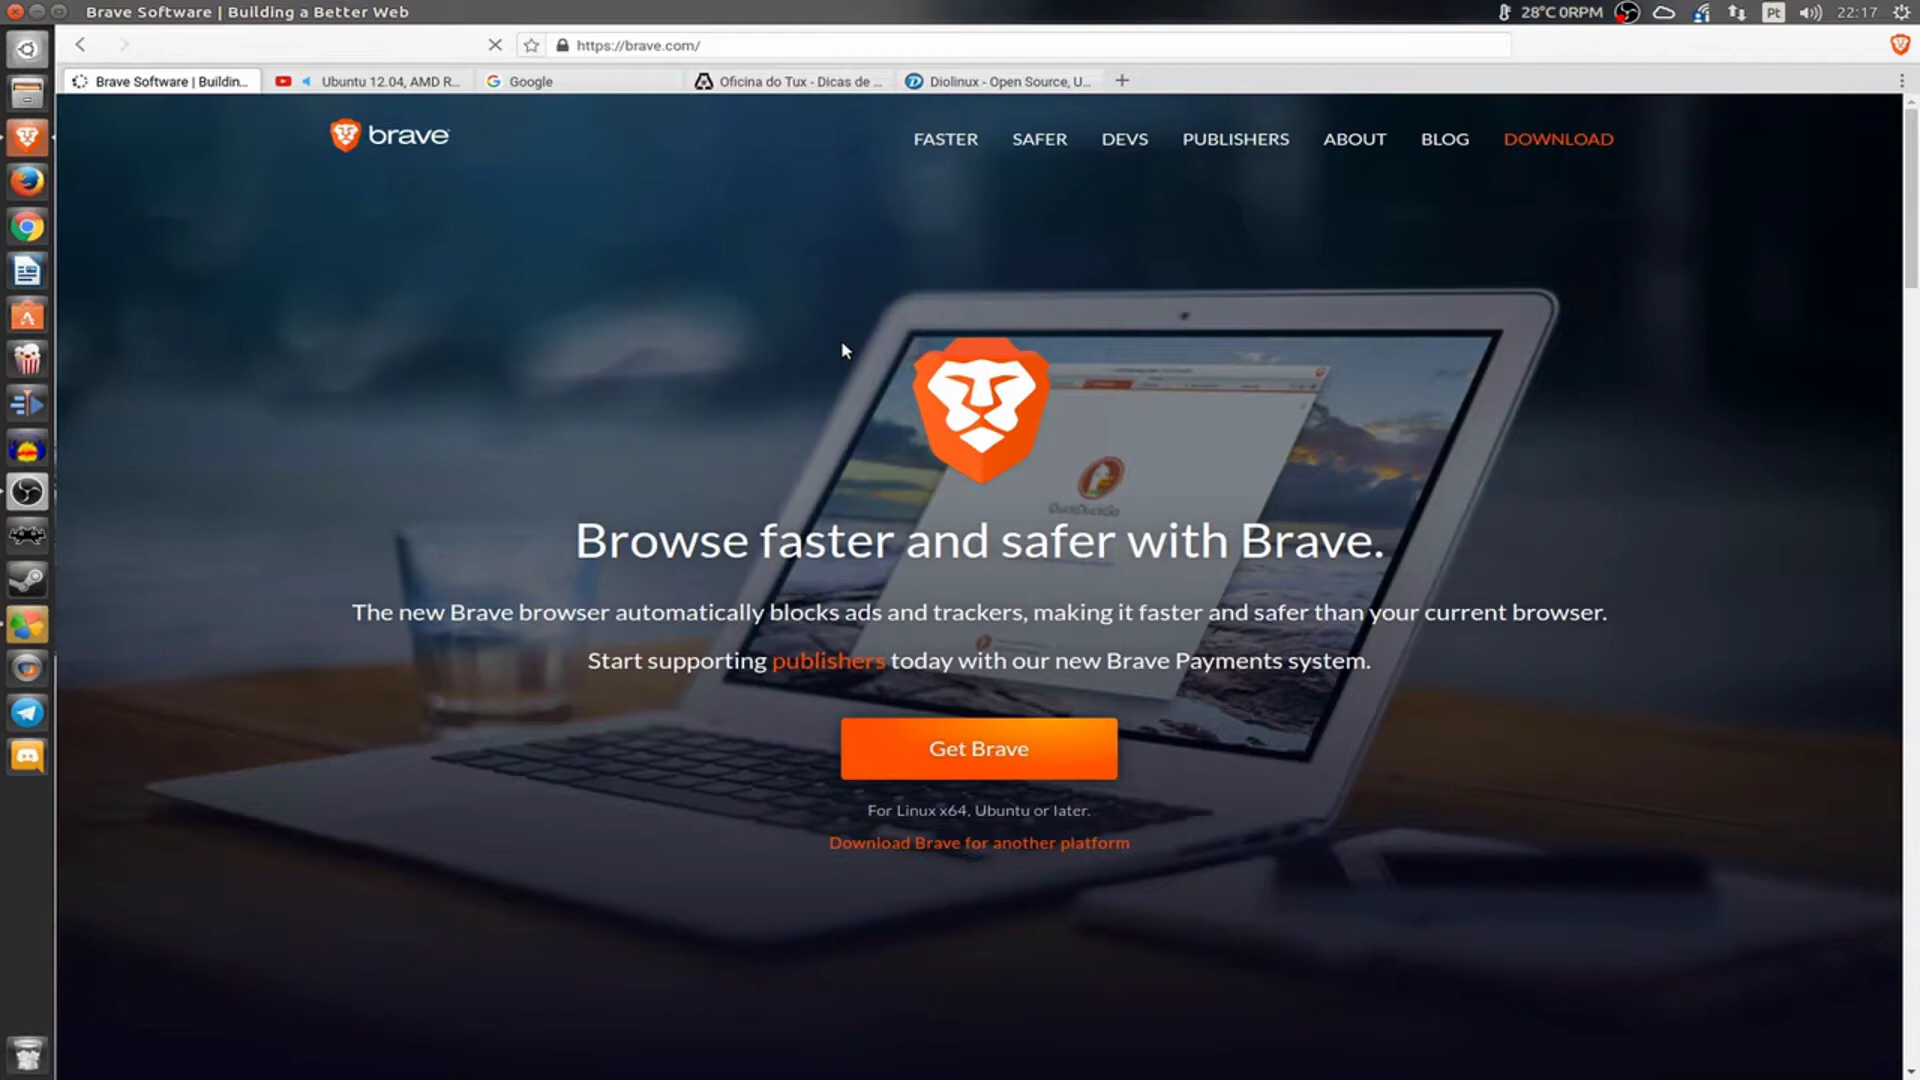 Brave Software | Building a Better Web
28°C 0RPM
Pt
22:17
https://brave.com/
Brave Software | Buildin...
Ubuntu 12.04, AMD R...
Google
Oficina do Tux - Dicas de ...
Diolinux - Open Source, U...
brave
FASTER
SAFER
DEVS
PUBLISHERS
ABOUT
BLOG
DOWNLOAD
DuckDuckGo
Browse faster and safer with Brave.
The new Brave browser automatically blocks ads and trackers, making it faster and safer than your current browser.
Start supporting publishers today with our new Brave Payments system.
Get Brave
For Linux x64, Ubuntu or later.
Download Brave for another platform